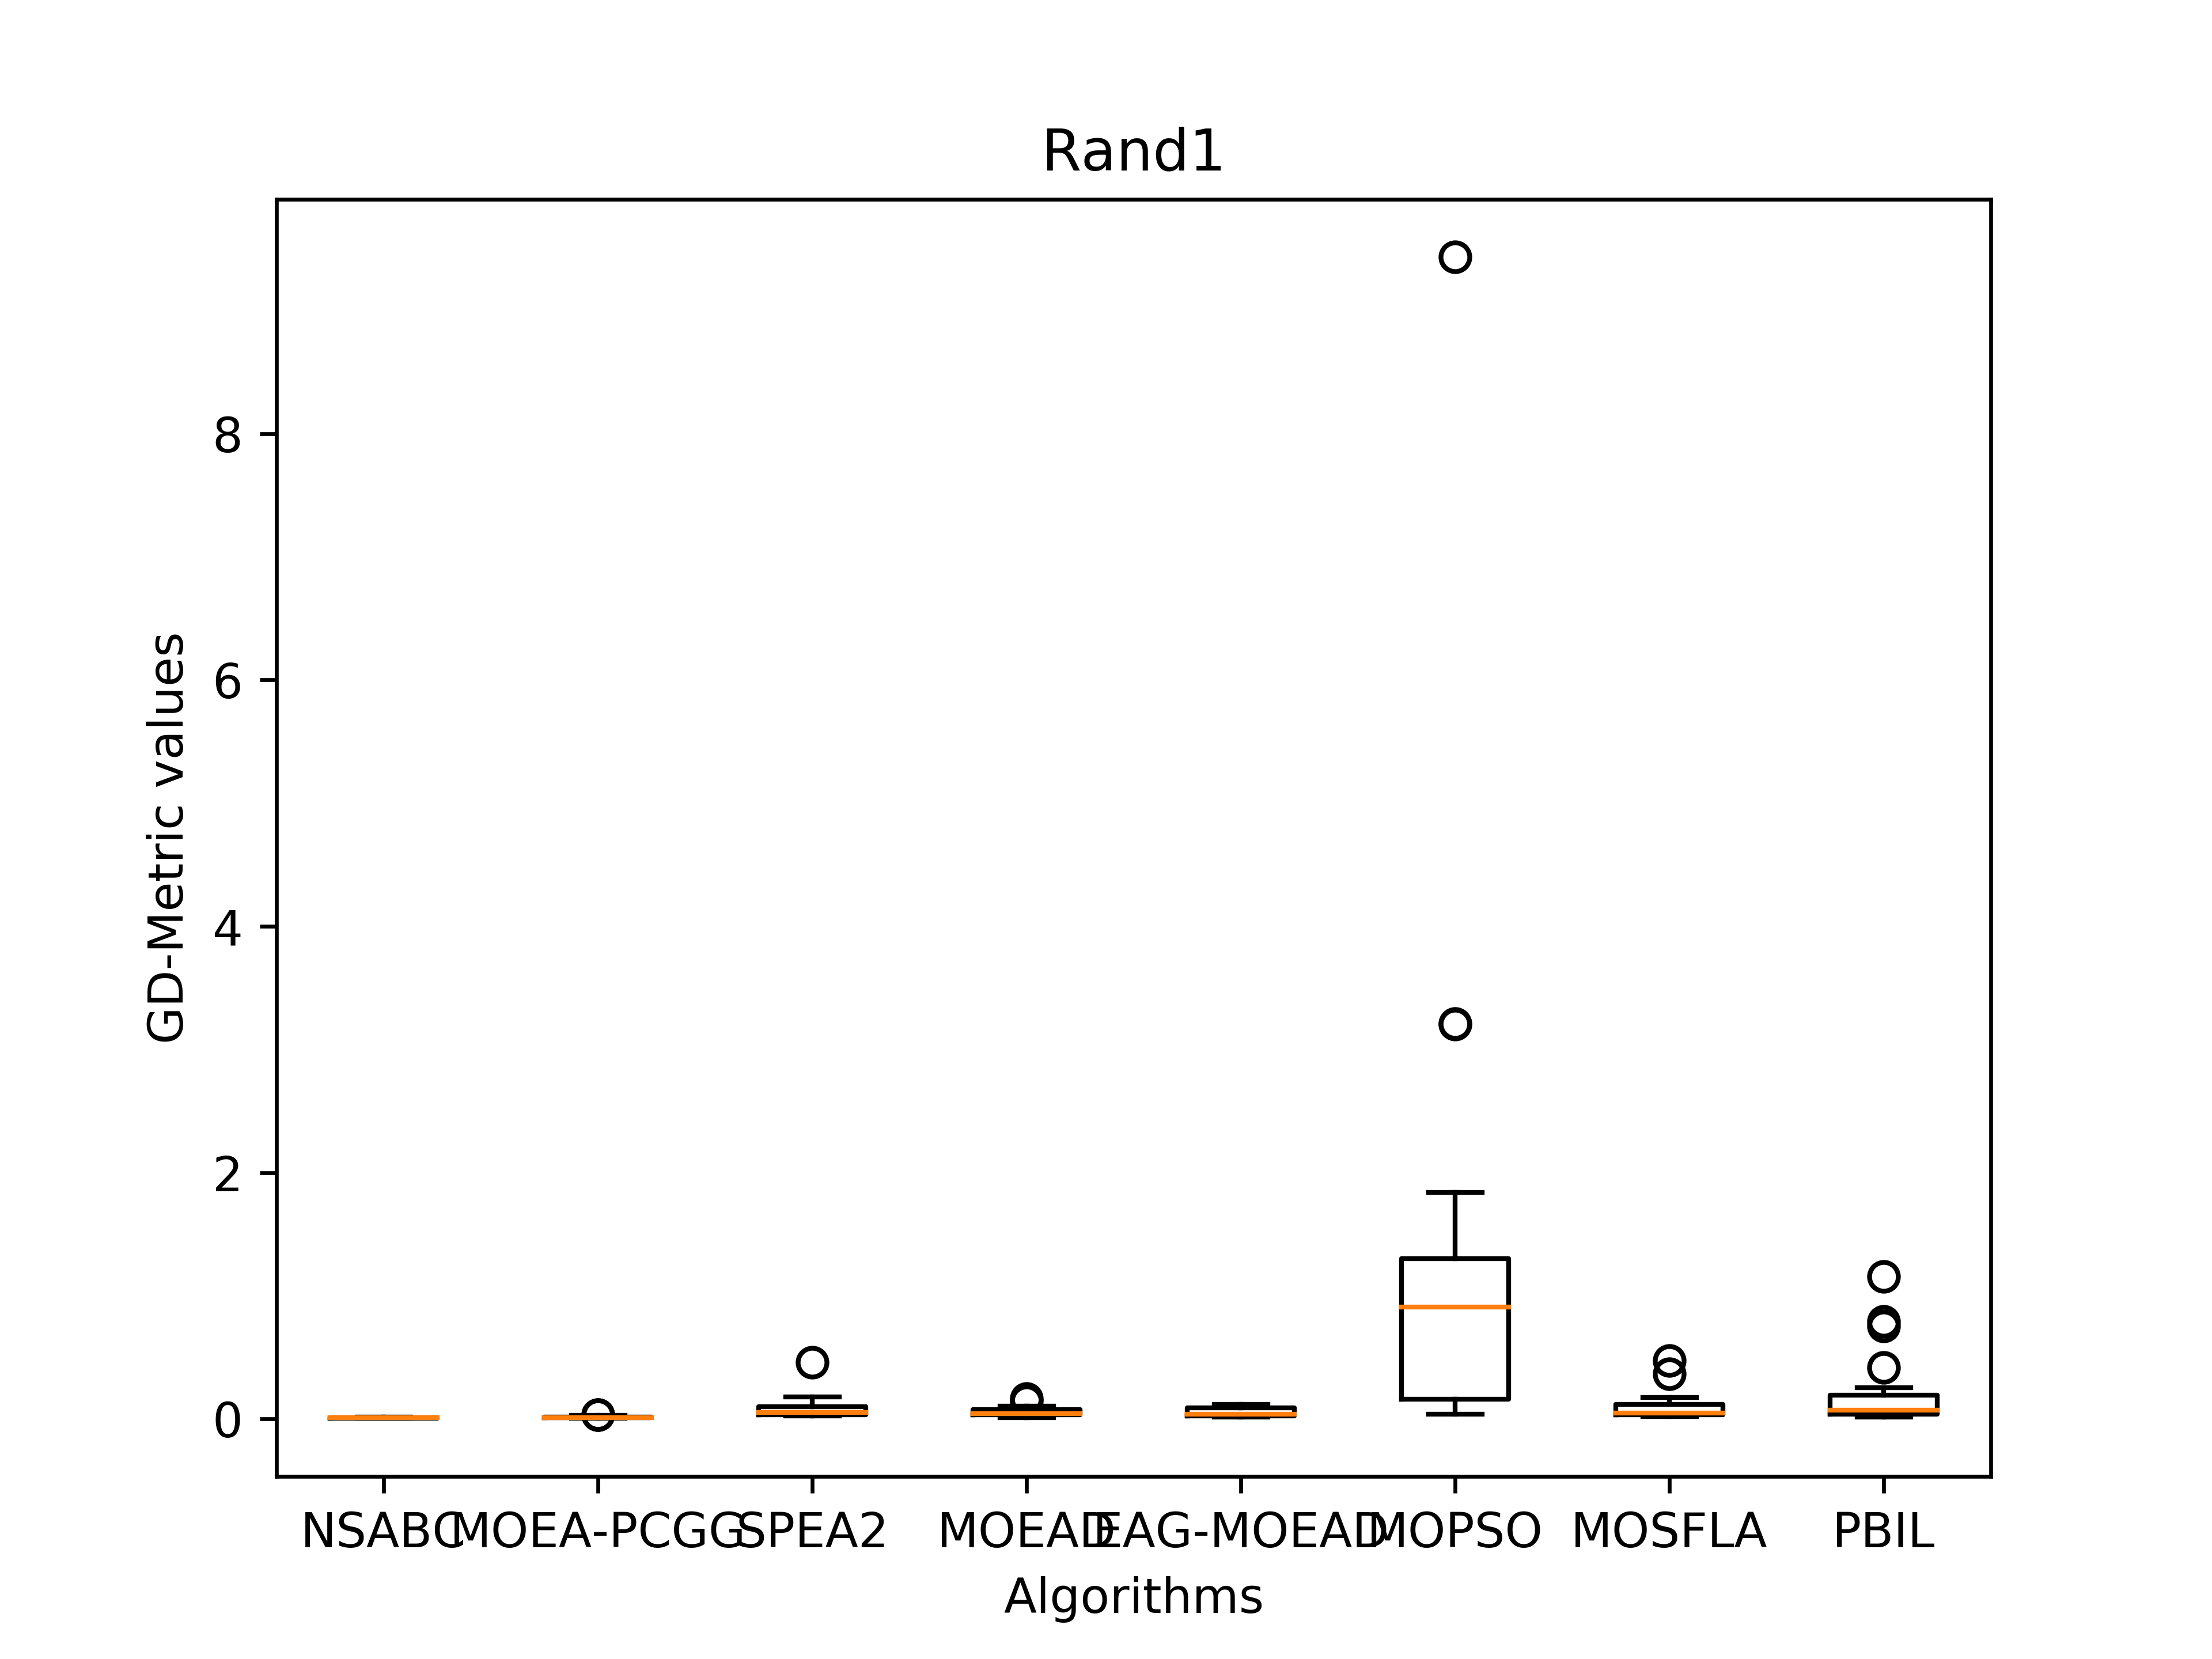 Rand1
8
6
4
2
0
GD-Metric values
NSABC MOEA-PCGG SPEA2 MOEAD EAG-MOEAD MOPSO MOSFLA PBIL
Algorithms